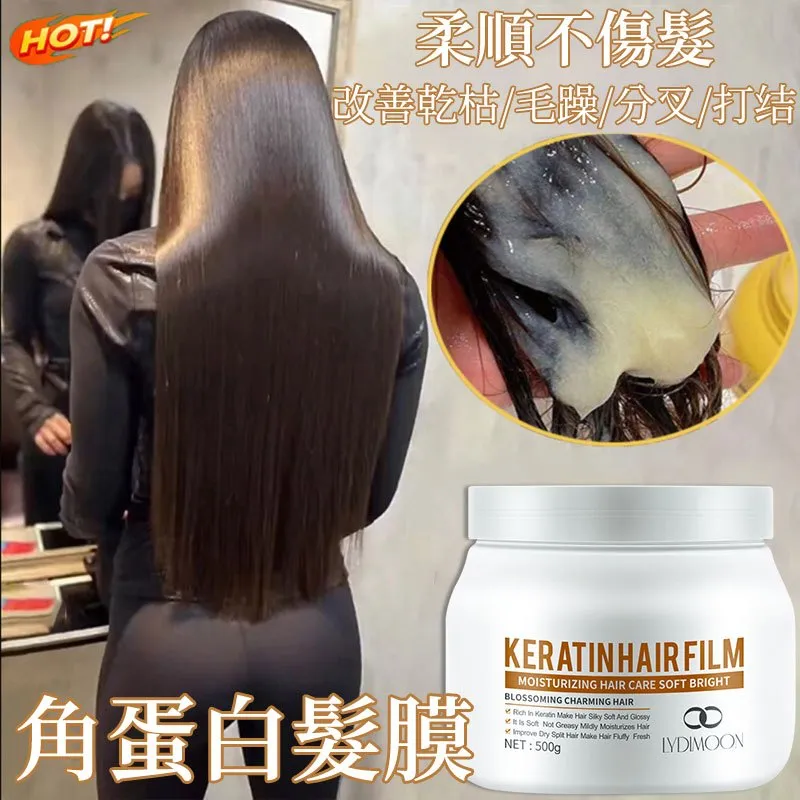 HOT!
柔順不傷髮
改善乾枯/毛躁/分叉/打结
KERATINHAIRFILM
MOISTURIZING HAIR CARE SOFT BRIGHT
BLOSSOMING CHARMING HAIR
Rich In Keratin Make Hair Silky Soft And Glossy
It Is Soft Not Greasy Mildly Moisturizes Hair
Improve Dry Split Hair Make Hair Fluffy Fresh
NET : 500g
LYDIMOON
角蛋白髮膜